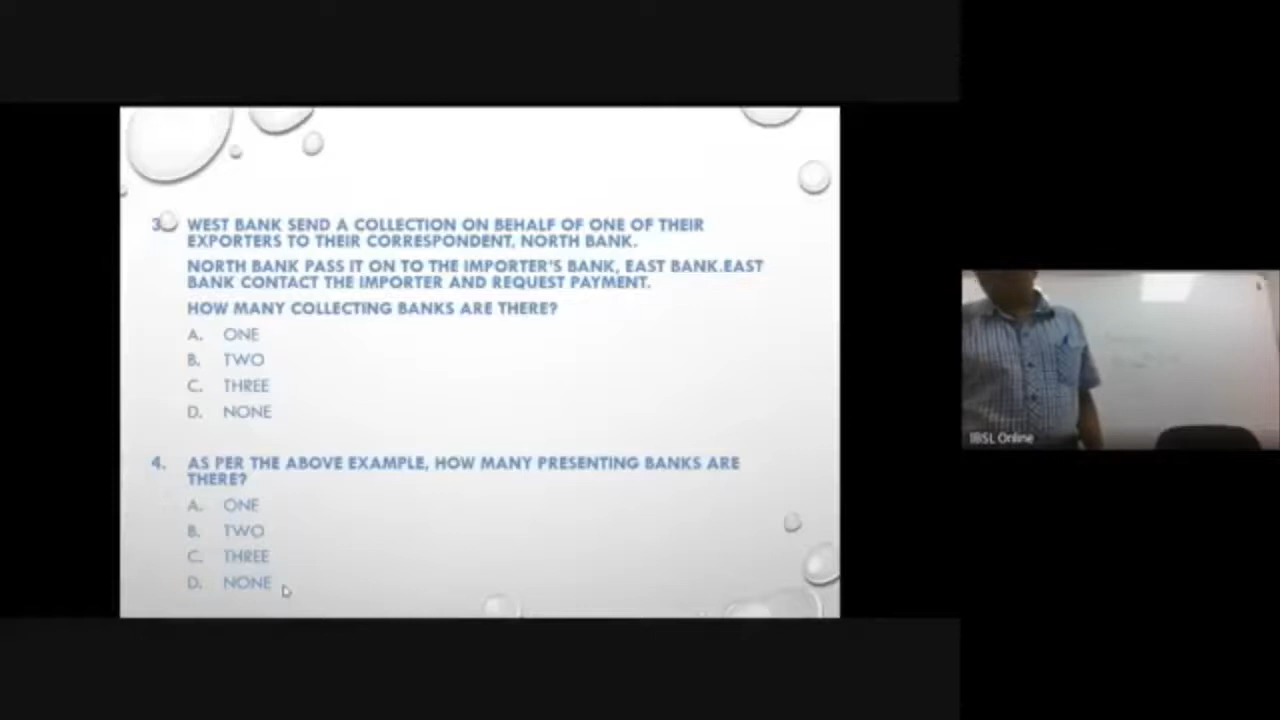 3. WEST BANK SEND A COLLECTION ON BEHALF OF ONE OF THEIR
EXPORTERS TO THEIR CORRESPONDENT, NORTH BANK.
NORTH BANK PASS IT ON TO THE IMPORTER'S BANK, EAST BANK.EAST
BANK CONTACT THE IMPORTER AND REQUEST PAYMENT.
HOW MANY COLLECTING BANKS ARE THERE?
A. ONE
B. TWO
C. THREE
D. NONE
4. AS PER THE ABOVE EXAMPLE, HOW MANY PRESENTING BANKS ARE
THERE?
A. ONE
B. TWO
C. THREE
D. NONE
IBSL Online